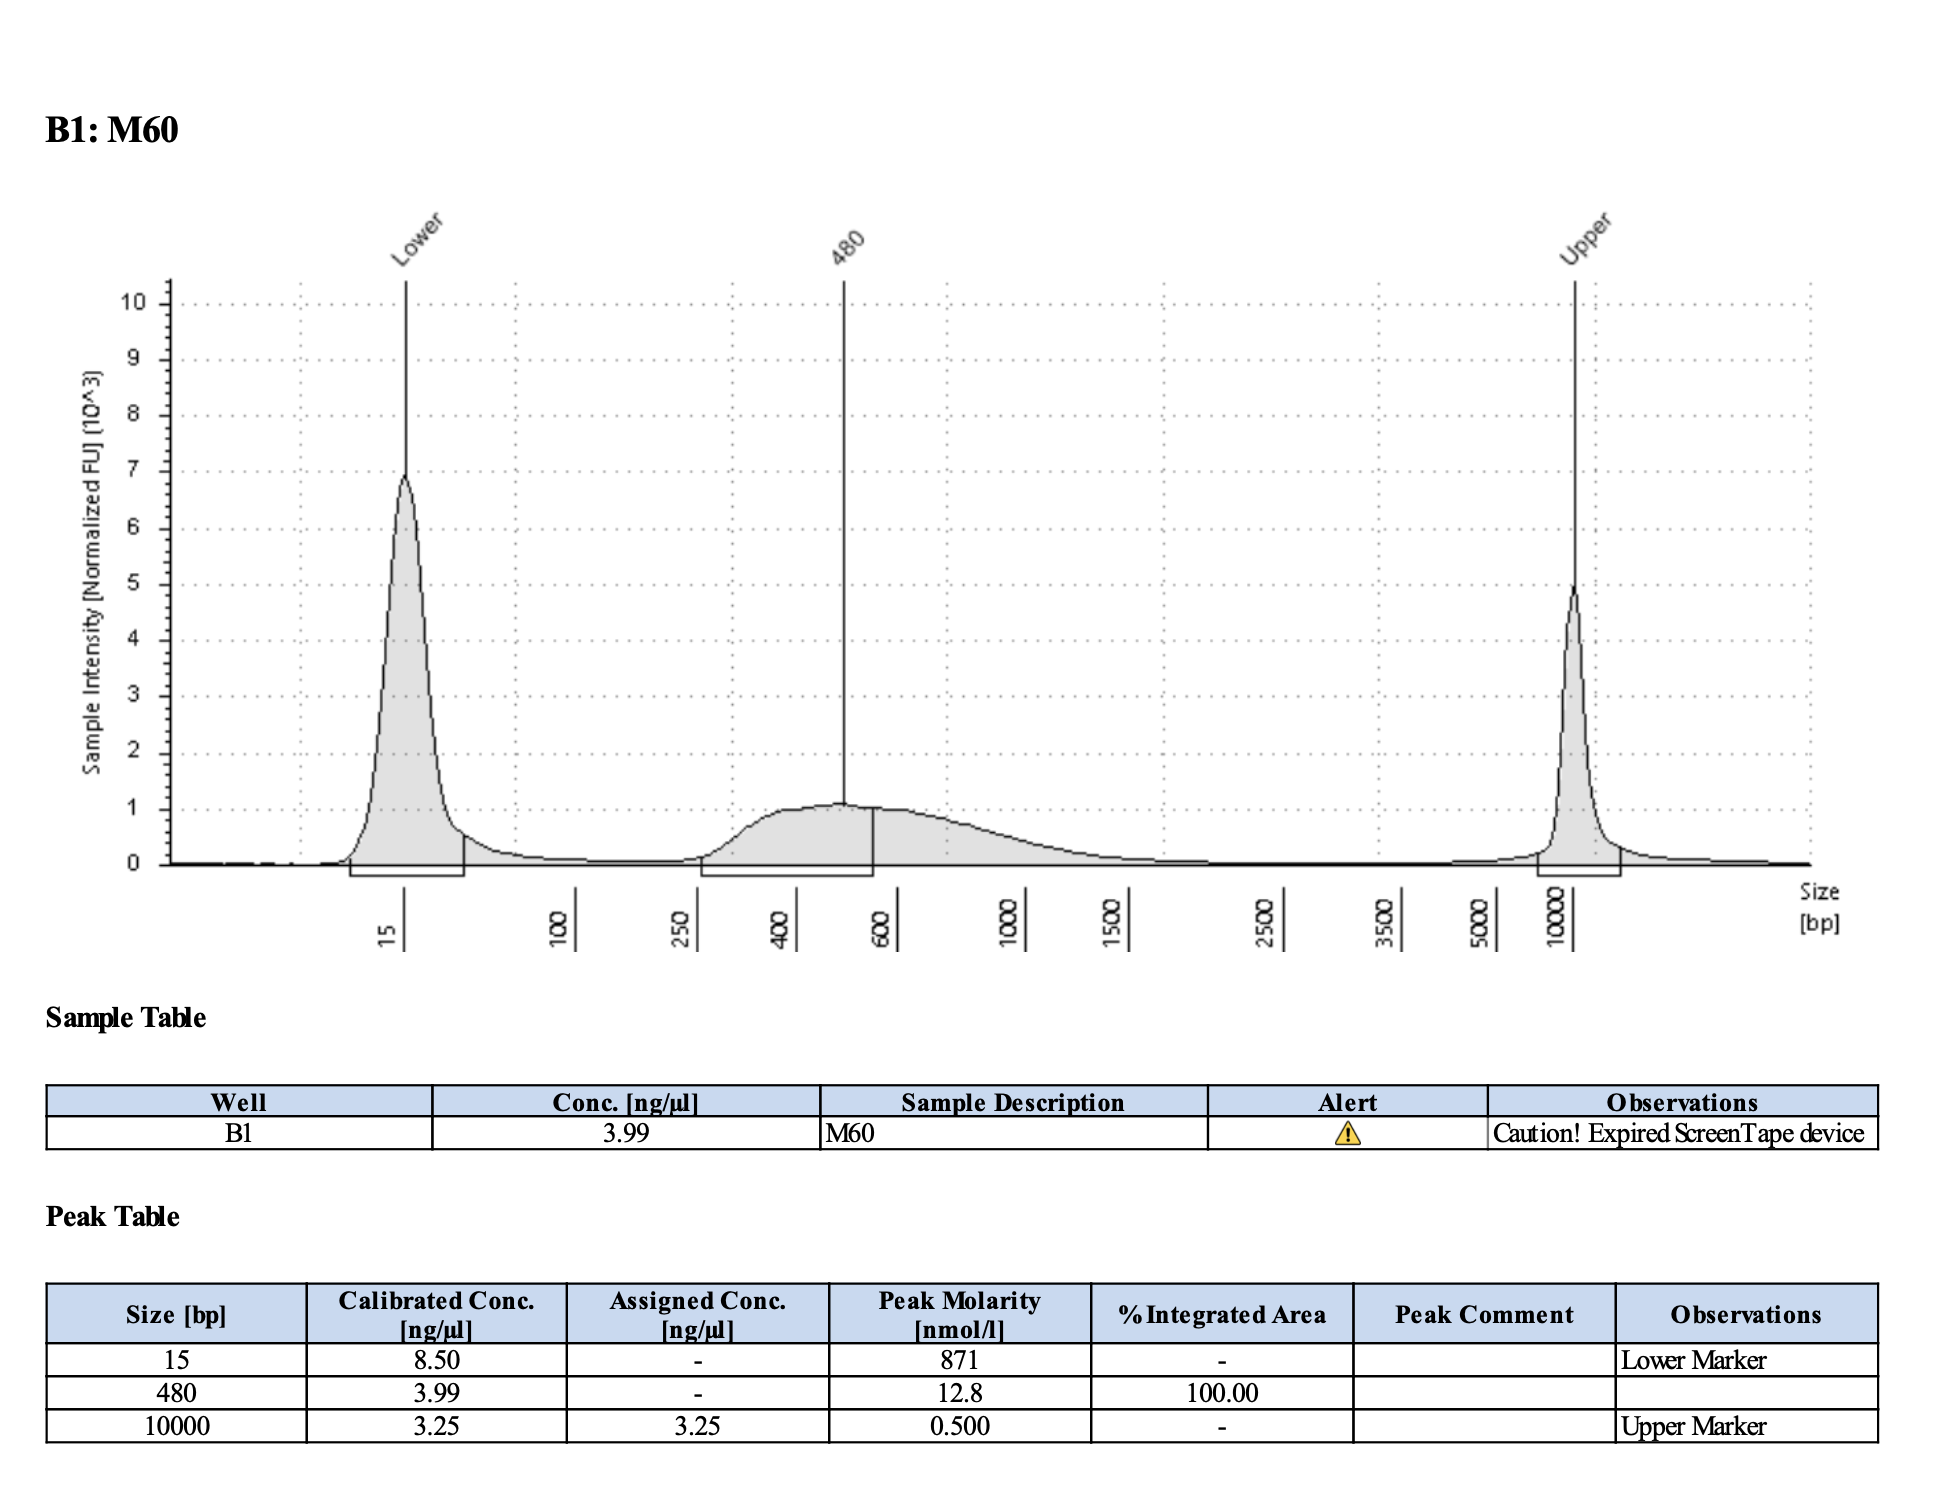 B1: M60
Lower
480
Upper
Sample Intensity [Normalized FU] (10^3)
10
9
8
7
6
5
4
3
2
1
0
15
100
250
400
600
1000
1500
2500
3500
5000
10000
Size
[bp]
Sample Table
Well Conc. [ng/µl] Sample Description Alert Observations
B1 3.99 M60 Caution! Expired ScreenTape device
Peak Table
Size [bp] Calibrated Conc. [ng/µl] Assigned Conc. [ng/µl] Peak Molarity [nmol/l] % Integrated Area Peak Comment Observations
15 8.50 - 871 - Lower Marker
480 3.99 - 12.8 100.00
10000 3.25 3.25 0.500 - Upper Marker